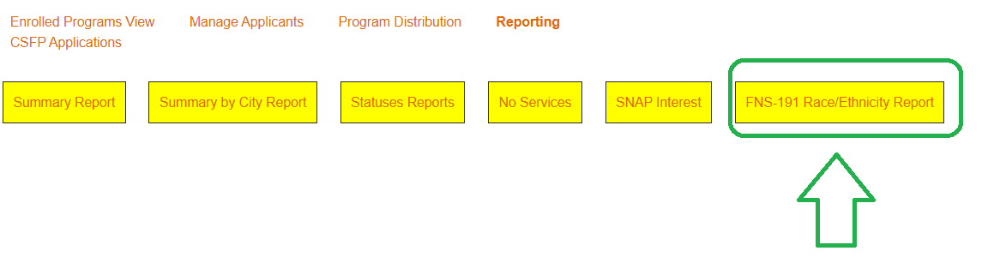 Enrolled Programs View Manage Applicants Program Distribution Reporting
CSFP Applications
Summary Report Summary by City Report Statuses Reports No Services SNAP Interest FNS-191 Race/Ethnicity Report